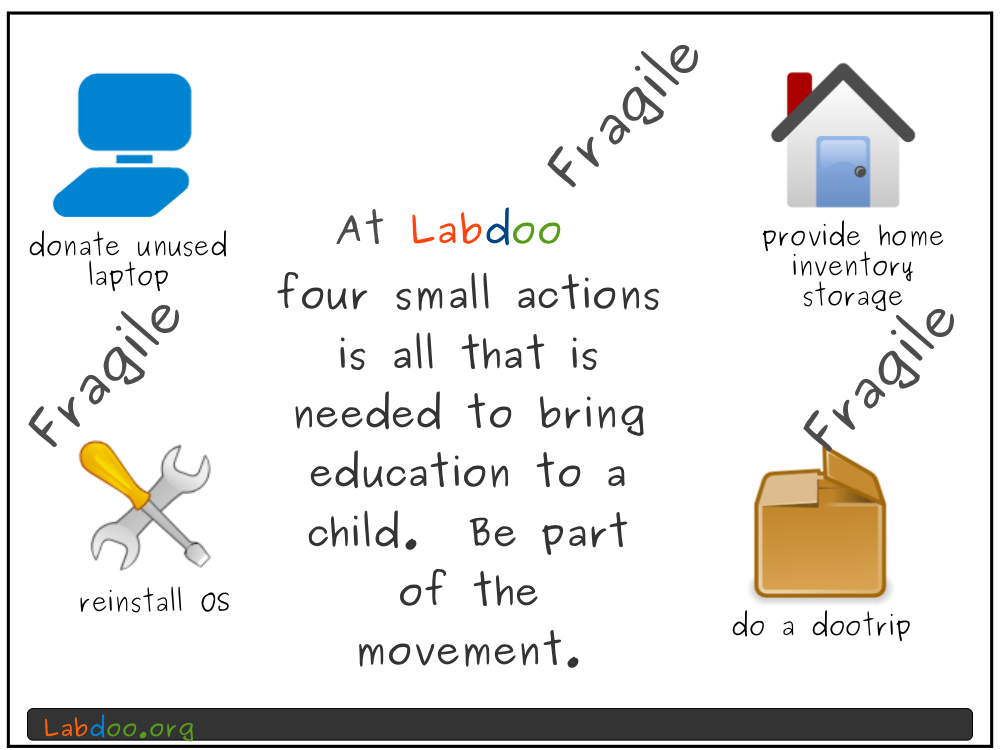 Fragile
donate unused
laptop
provide home
inventory
storage
At Labdoo
four small actions
is all that is
needed to bring
education to a
child. Be part
of the
movement.
Fragile
Fragile
reinstall OS
do a dootrip
Labdoo.org